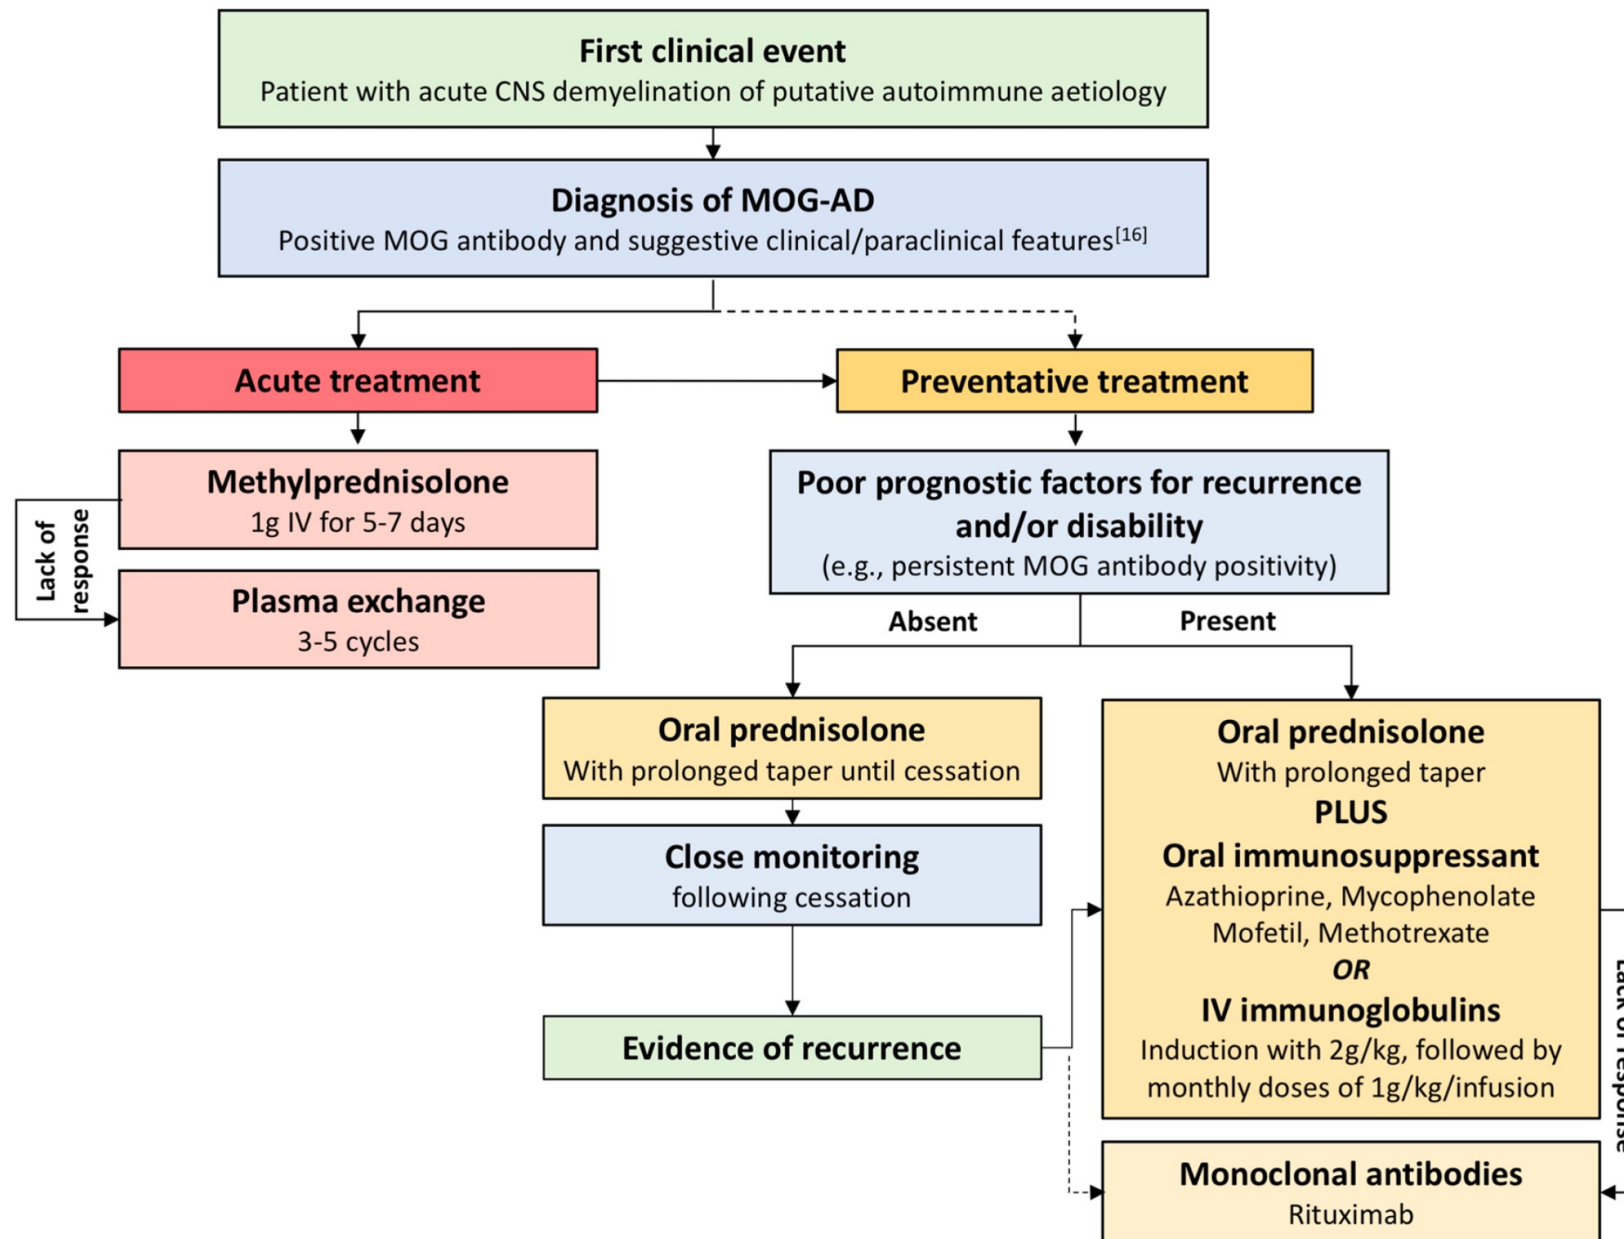 First clinical event
Patient with acute CNS demyelination of putative autoimmune aetiology
Diagnosis of MOG-AD
Positive MOG antibody and suggestive clinical/paraclinical features[16]
Acute treatment
Preventative treatment
Methylprednisolone
1g IV for 5-7 days
Lack of
response
Plasma exchange
3-5 cycles
Poor prognostic factors for recurrence
and/or disability
(e.g., persistent MOG antibody positivity)
Absent
Present
Oral prednisolone
With prolonged taper until cessation
Close monitoring
following cessation
Evidence of recurrence
Oral prednisolone
With prolonged taper
PLUS
Oral immunosuppressant
Azathioprine, Mycophenolate
Mofetil, Methotrexate
OR
IV immunoglobulins
Induction with 2g/kg, followed by
monthly doses of 1g/kg/infusion
Lack of response
Monoclonal antibodies
Rituximab